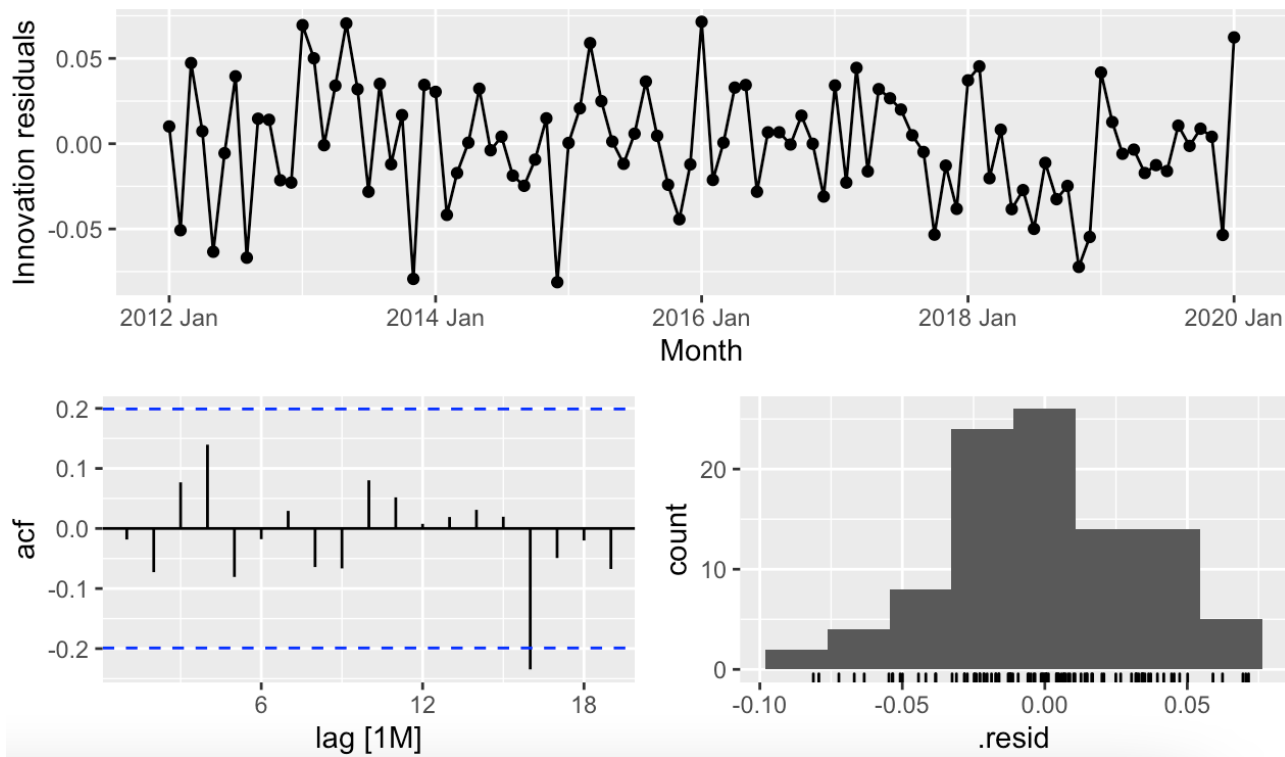 Innovation residuals
0.05
0.00
-0.05
2012 Jan 2014 Jan 2016 Jan 2018 Jan 2020 Jan
Month
acf
0.2
0.1
0.0
-0.1
-0.2
6 12 18
lag [1M]
count
20
10
0
-0.10 -0.05 0.00 0.05
.resid